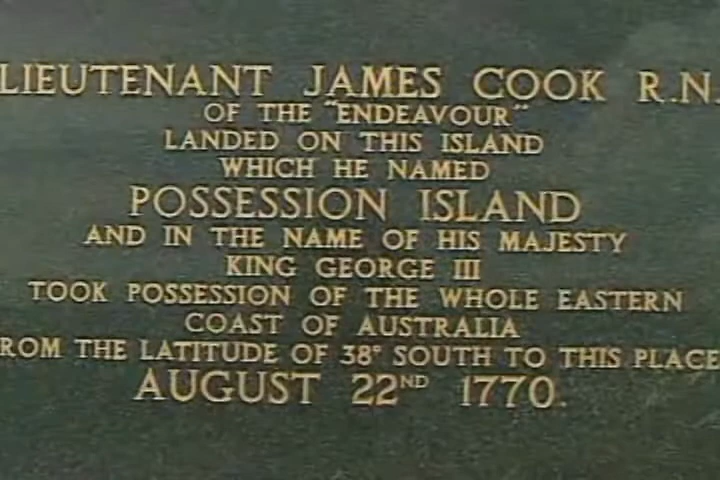 LIEUTENANT JAMES COOK R.N.
OF THE "ENDEAVOUR"
LANDED ON THIS ISLAND
WHICH HE NAMED
POSSESSION ISLAND
AND IN THE NAME OF HIS MAJESTY
KING GEORGE III
TOOK POSSESSION OF THE WHOLE EASTERN
COAST OF AUSTRALIA
ROM THE LATITUDE OF 38° SOUTH TO THIS PLACE
AUGUST 22ND 1770.